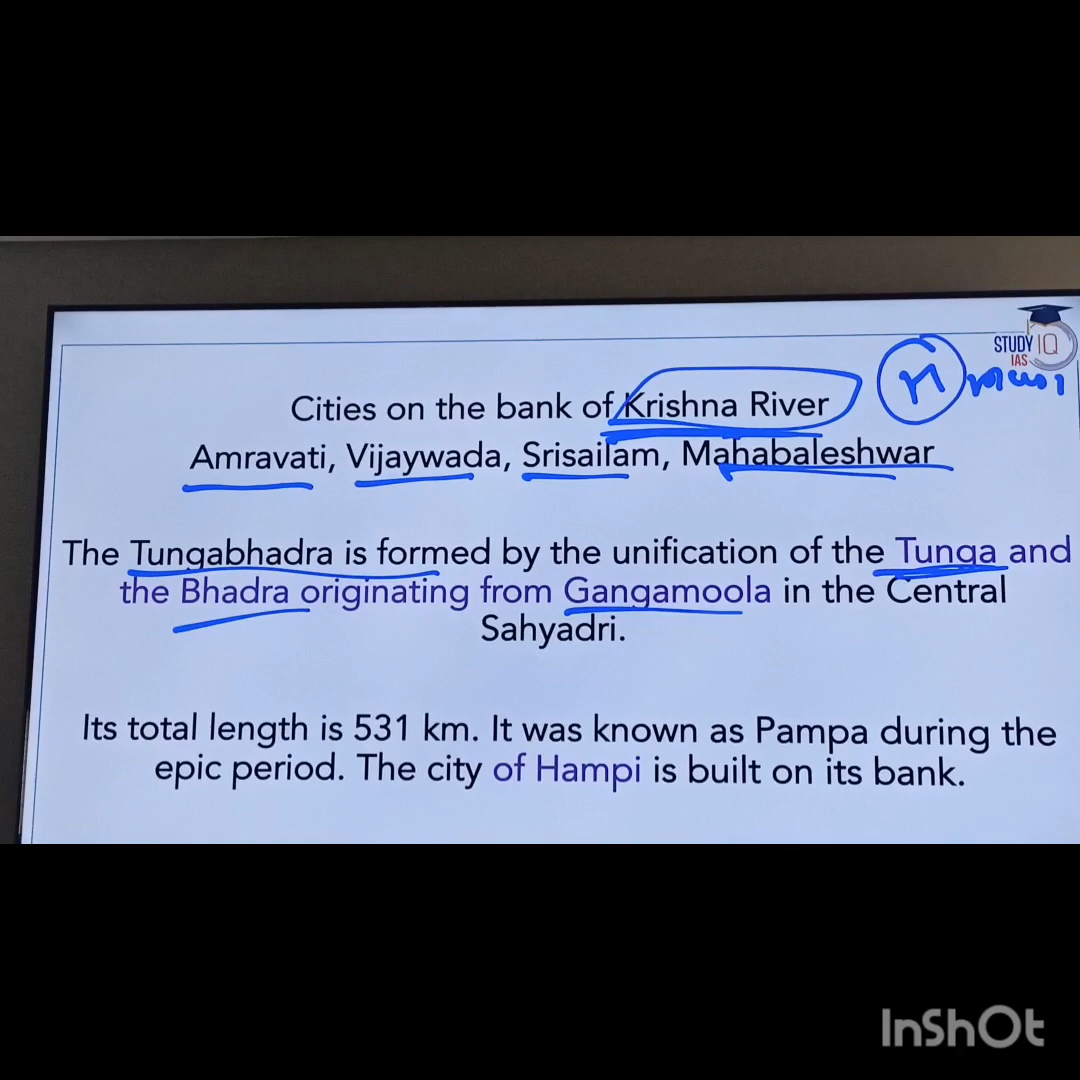 STUDY IQ
IAS
Cities on the bank of Krishna River
Amravati, Vijaywada, Srisailam, Mahabaleshwar
The Tungabhadra is formed by the unification of the Tunga and
the Bhadra originating from Gangamoola in the Central
Sahyadri.
Its total length is 531 km. It was known as Pampa during the
epic period. The city of Hampi is built on its bank.
InShOt